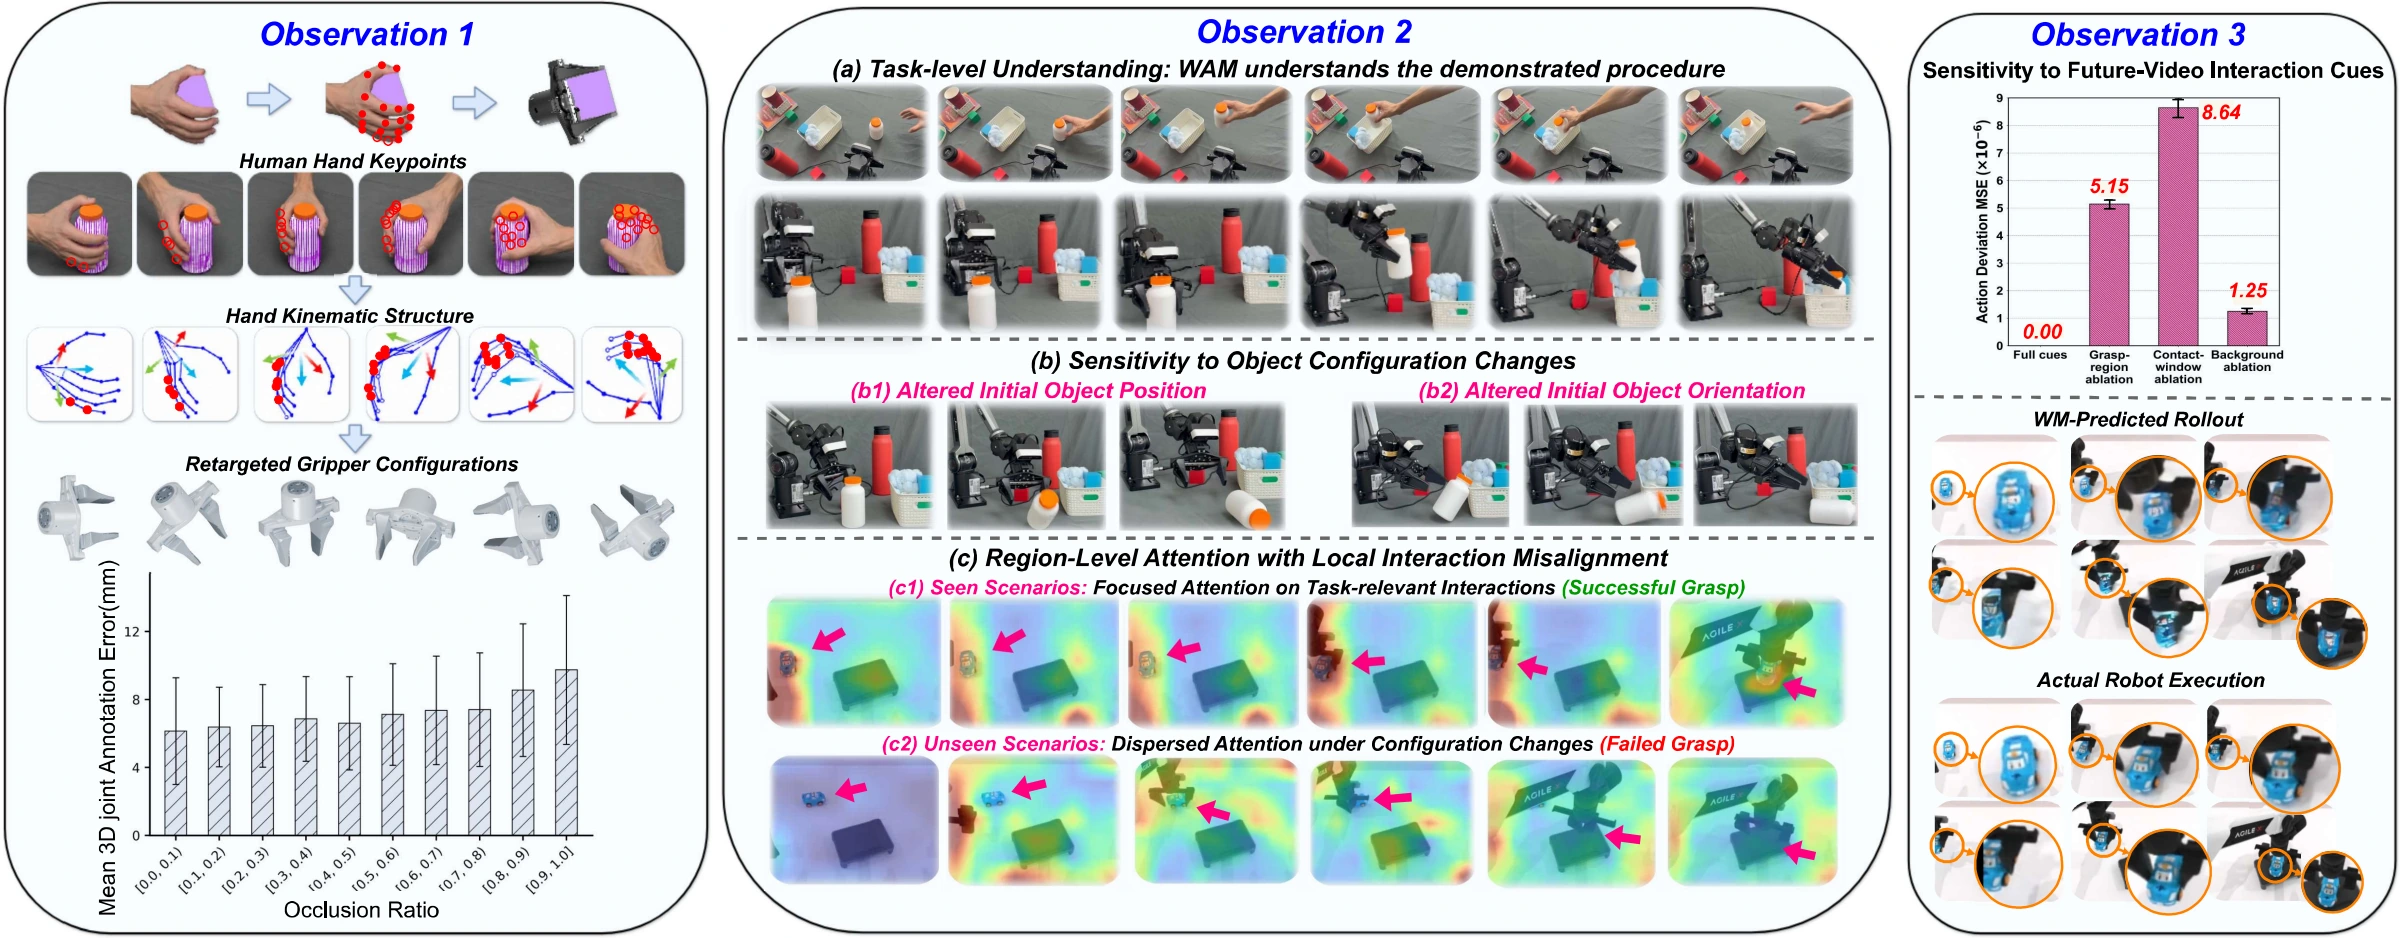 Observation 1
Human Hand Keypoints
Hand Kinematic Structure
Retargeted Gripper Configurations
Mean 3D joint Annotation Error(mm)
12
8
4
0
[0.0, 0.1)
[0.1, 0.2)
[0.2, 0.3)
[0.3, 0.4)
[0.4, 0.5)
[0.5, 0.6)
[0.6, 0.7)
[0.7, 0.8)
[0.8, 0.9)
[0.9, 1.0]
Occlusion Ratio
Observation 2
(a) Task-level Understanding: WAM understands the demonstrated procedure
(b) Sensitivity to Object Configuration Changes
(b1) Altered Initial Object Position
(b2) Altered Initial Object Orientation
(c) Region-Level Attention with Local Interaction Misalignment
(c1) Seen Scenarios: Focused Attention on Task-relevant Interactions (Successful Grasp)
AGILE
(c2) Unseen Scenarios: Dispersed Attention under Configuration Changes (Failed Grasp)
AGILE
AGILE
Observation 3
Sensitivity to Future-Video Interaction Cues
Action Deviation MSE (×10⁻⁶)
9
8
7
6
5
4
3
2
1
0
0.00
5.15
8.64
1.25
Full cues
Grasp-
region
ablation
Contact-
window
ablation
Background
ablation
WM-Predicted Rollout
AGILE
Actual Robot Execution
AGILE